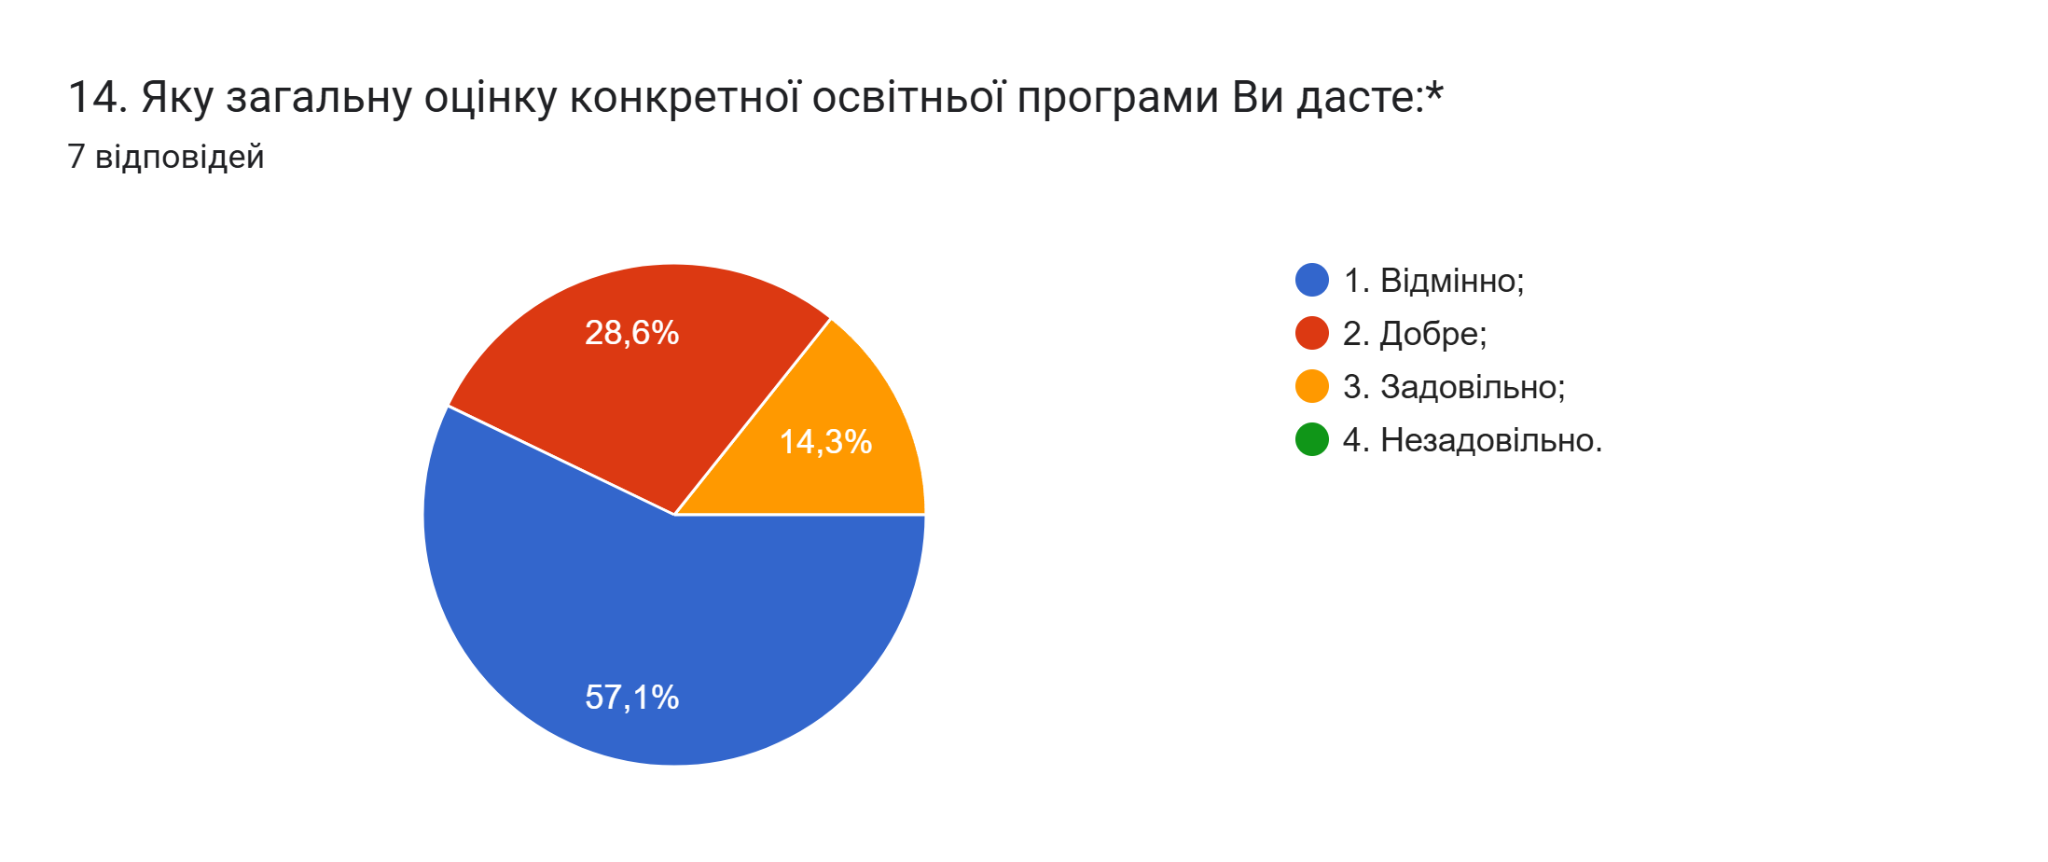 14. Яку загальну оцінку конкретної освітньої програми Ви дасте:*
7 відповідей
28,6%
14,3%
57,1%
1. Відмінно;
2. Добре;
3. Задовільно;
4. Незадовільно.